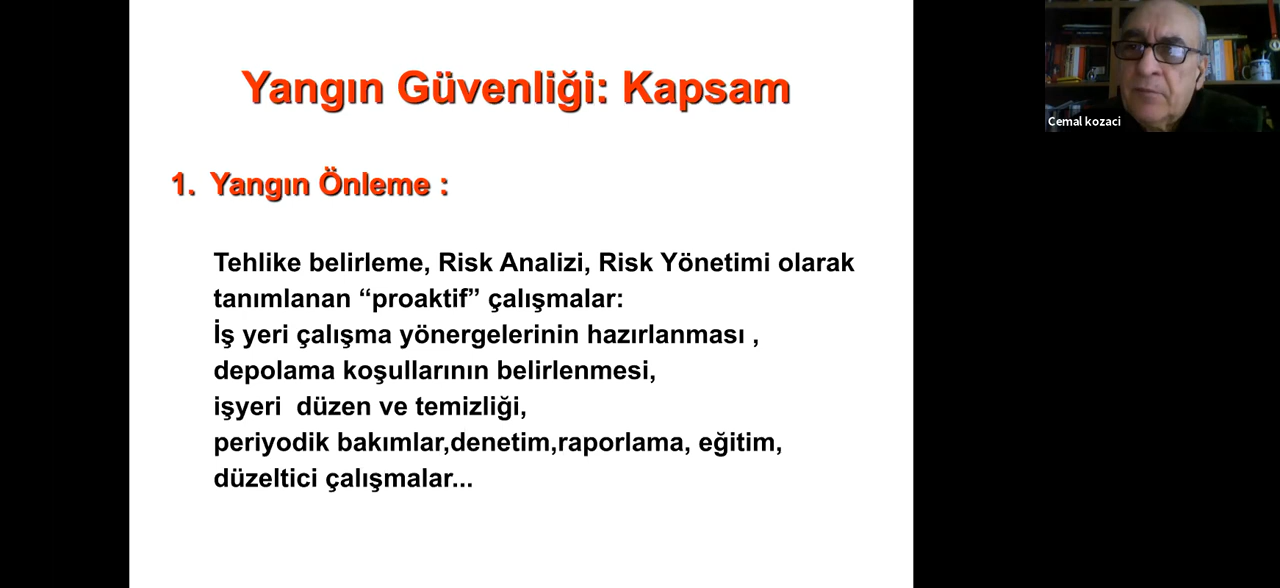 Yangın Güvenliği: Kapsam
1. Yangın Önleme :
Tehlike belirleme, Risk Analizi, Risk Yönetimi olarak
tanımlanan “proaktif” çalışmalar:
İş yeri çalışma yönergelerinin hazırlanması ,
depolama koşullarının belirlenmesi,
işyeri  düzen ve temizliği,
periyodik bakımlar,denetim,raporlama, eğitim,
düzeltici çalışmalar...
Cemal kozaci